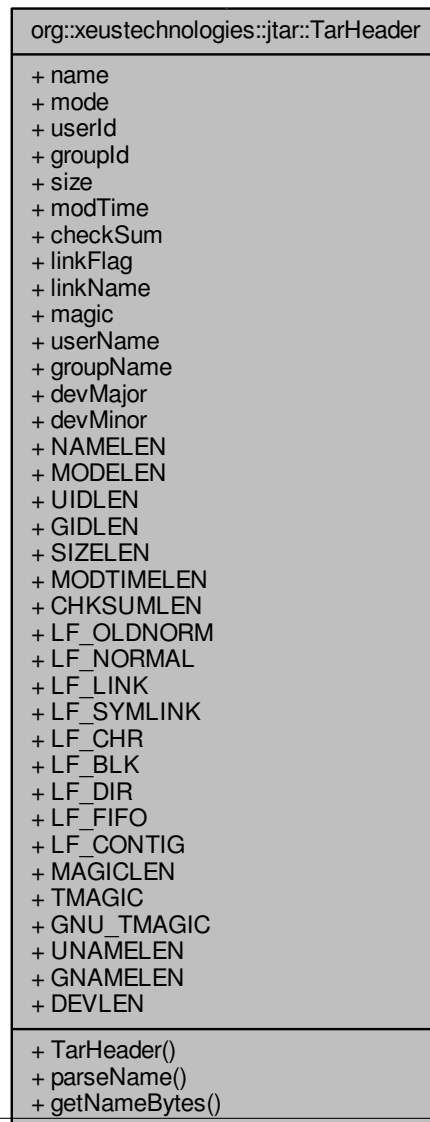 org::xeustechnologies::jtar::TarHeader
+ name
+ mode
+ userId
+ groupId
+ size
+ modTime
+ checkSum
+ linkFlag
+ linkName
+ magic
+ userName
+ groupName
+ devMajor
+ devMinor
+ NAMELEN
+ MODELEN
+ UIDLEN
+ GIDLEN
+ SIZELEN
+ MODTIMELEN
+ CHKSUMLEN
+ LF_OLDNORM
+ LF_NORMAL
+ LF_LINK
+ LF_SYMLINK
+ LF_CHR
+ LF_BLK
+ LF_DIR
+ LF_FIFO
+ LF_CONTIG
+ MAGICLEN
+ TMAGIC
+ GNU_TMAGIC
+ UNAMELEN
+ GNAMELEN
+ DEVLEN
+ TarHeader()
+ parseName()
+ getNameBytes()